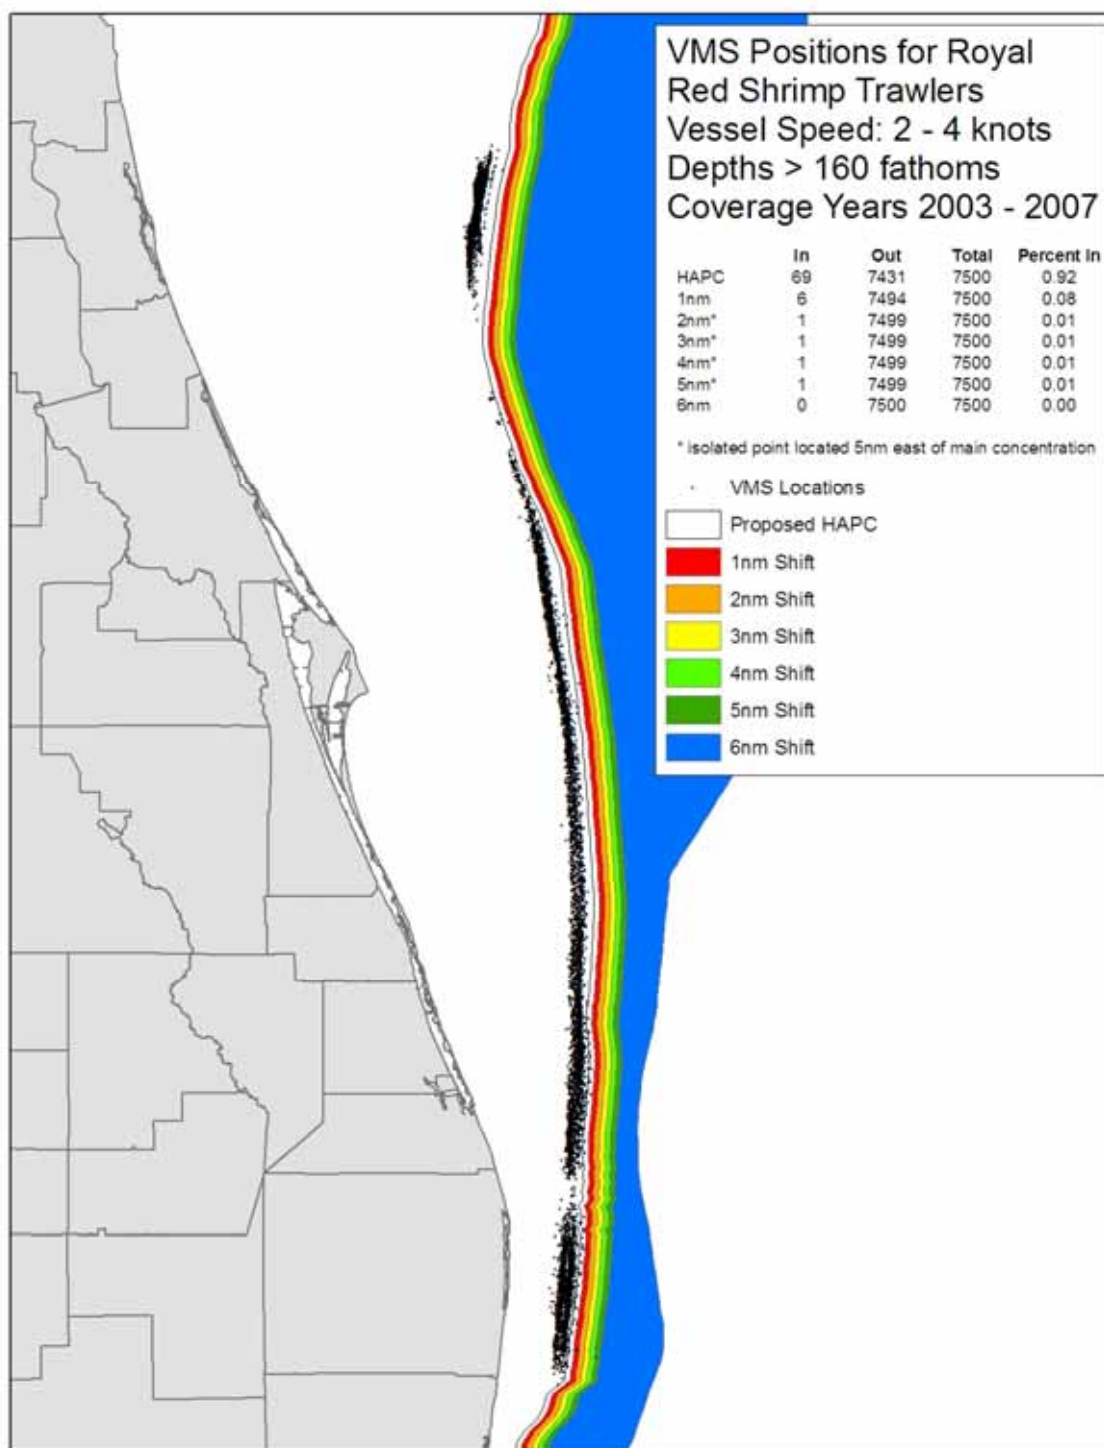 VMS Positions for Royal
Red Shrimp Trawlers
Vessel Speed: 2 - 4 knots
Depths > 160 fathoms
Coverage Years 2003 - 2007
In Out Total Percent In
HAPC 69 7431 7500 0.92
1nm 6 7494 7500 0.08
2nm* 1 7499 7500 0.01
3nm* 1 7499 7500 0.01
4nm* 1 7499 7500 0.01
5nm* 1 7499 7500 0.01
6nm 0 7500 7500 0.00
* isolated point located 5nm east of main concentration
VMS Locations
Proposed HAPC
1nm Shift
2nm Shift
3nm Shift
4nm Shift
5nm Shift
6nm Shift